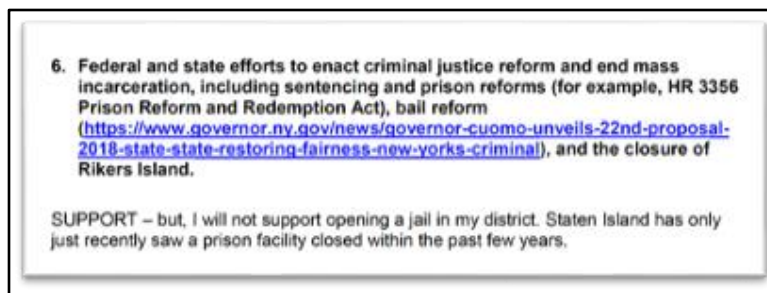 6. Federal and state efforts to enact criminal justice reform and end mass
incarceration, including sentencing and prison reforms (for example, HR 3356
Prison Reform and Redemption Act), bail reform
(https://www.governor.ny.gov/news/governor-cuomo-unveils-22nd-proposal-
2018-state-state-restoring-fairness-new-yorks-criminal), and the closure of
Rikers Island.
SUPPORT – but, I will not support opening a jail in my district. Staten Island has only
just recently saw a prison facility closed within the past few years.